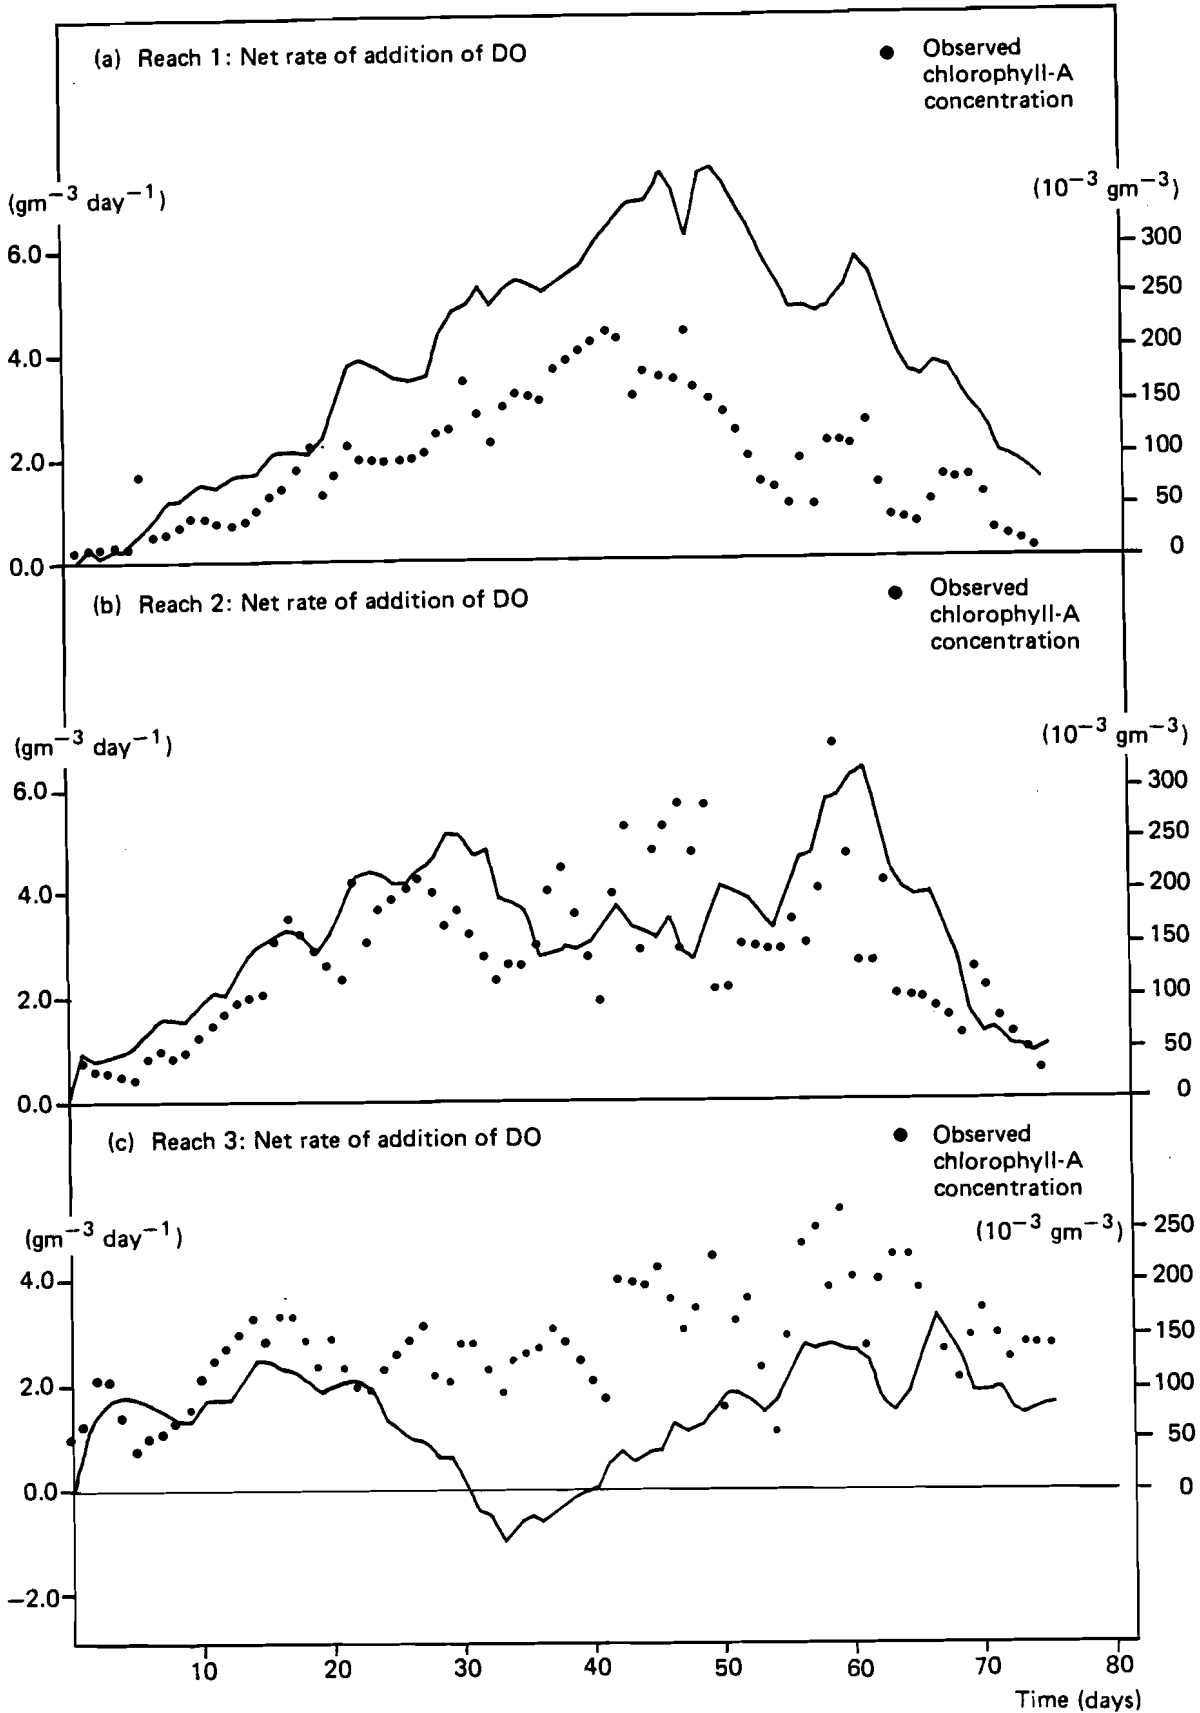 (a) Reach 1: Net rate of addition of DO
Observed
chlorophyll-A
concentration
(gm⁻³ day⁻¹)
(10⁻³ gm⁻³)
6.0
4.0
2.0
0.0
300
250
200
150
100
50
0
(b) Reach 2: Net rate of addition of DO
Observed
chlorophyll-A
concentration
(gm⁻³ day⁻¹)
(10⁻³ gm⁻³)
6.0
4.0
2.0
0.0
300
250
200
150
100
50
0
(c) Reach 3: Net rate of addition of DO
Observed
chlorophyll-A
concentration
(gm⁻³ day⁻¹)
(10⁻³ gm⁻³)
4.0
2.0
0.0
−2.0
250
200
150
100
50
0
10 20 30 40 50 60 70 80
Time (days)